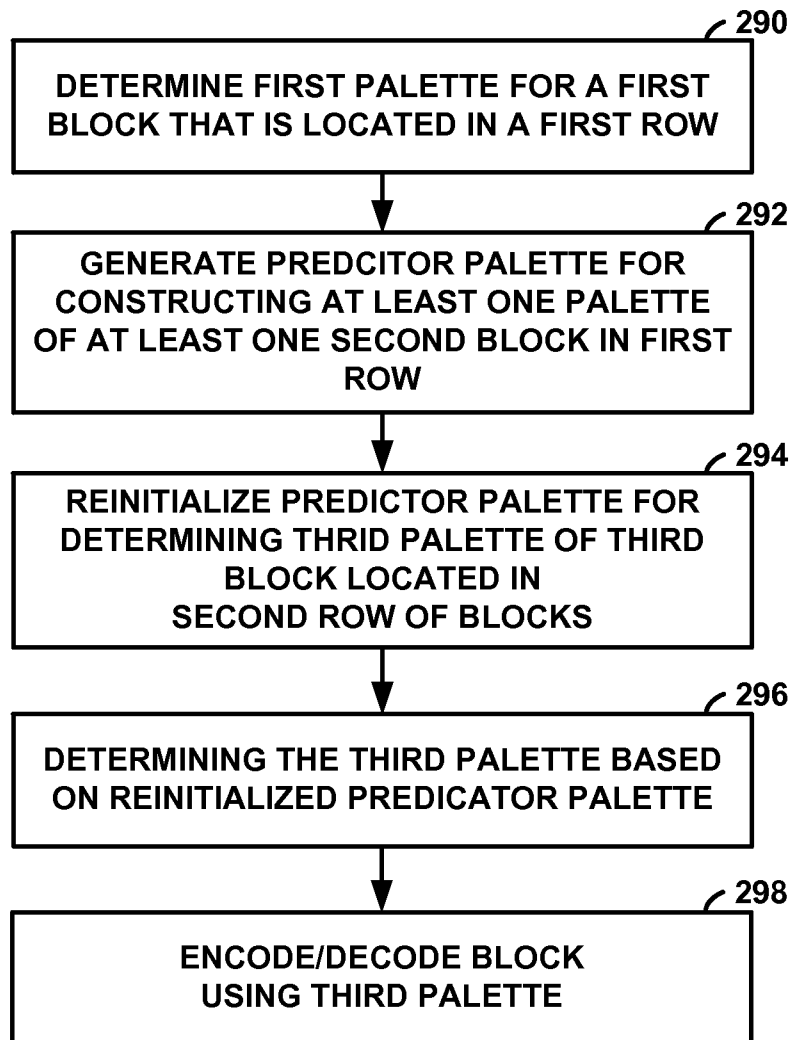 290
DETERMINE FIRST PALETTE FOR A FIRST
BLOCK THAT IS LOCATED IN A FIRST ROW
292
GENERATE PREDCITOR PALETTE FOR
CONSTRUCTING AT LEAST ONE PALETTE
OF AT LEAST ONE SECOND BLOCK IN FIRST
ROW
294
REINITIALIZE PREDICTOR PALETTE FOR
DETERMINING THRID PALETTE OF THIRD
BLOCK LOCATED IN
SECOND ROW OF BLOCKS
296
DETERMINING THE THIRD PALETTE BASED
ON REINITIALIZED PREDICATOR PALETTE
298
ENCODE/DECODE BLOCK
USING THIRD PALETTE